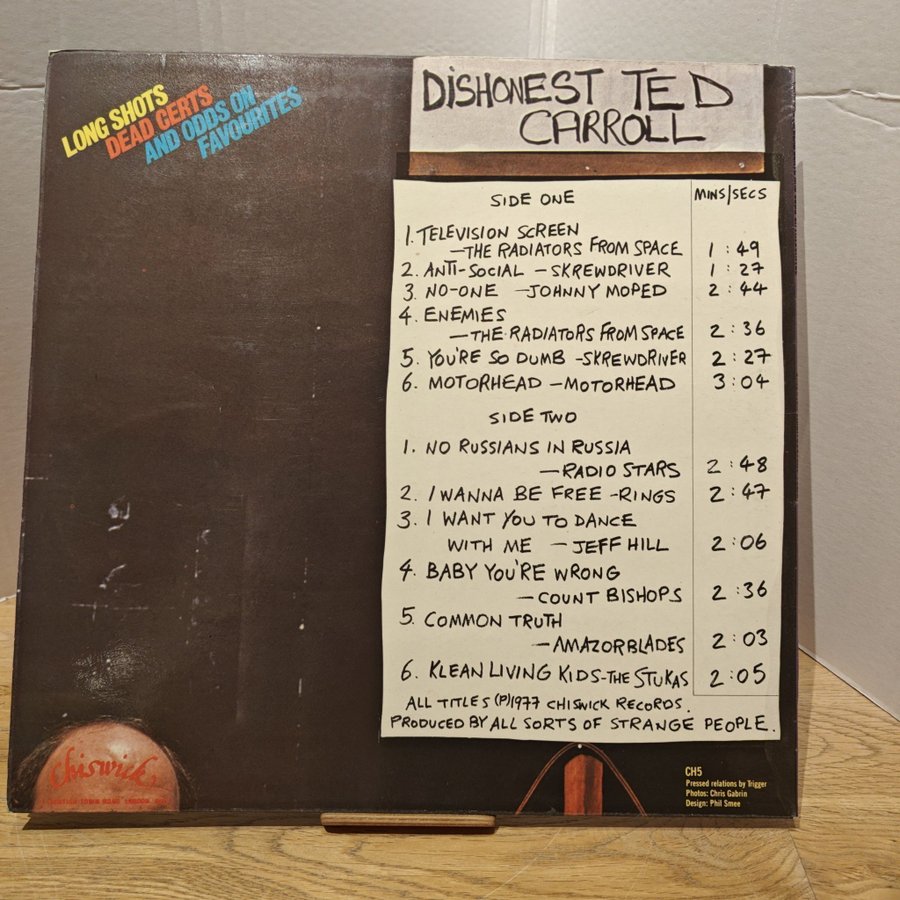 LONG SHOTS
DEAD CERTS
AND ODDS ON
FAVOURITES
DISHONEST TED
CARROLL
SIDE ONE MINS/SECS
1. TELEVISION SCREEN
—THE RADIATORS FROM SPACE 1:49
2. ANTI-SOCIAL —SKREWDRIVER 1:27
3. NO-ONE —JOHNNY MOPED 2:44
4. ENEMIES
—THE RADIATORS FROM SPACE 2:36
5. YOU'RE SO DUMB -SKREWDRIVER 2:27
6. MOTORHEAD —MOTORHEAD 3:04
SIDE TWO
1. NO RUSSIANS IN RUSSIA
—RADIO STARS 2:48
2. I WANNA BE FREE -RINGS 2:47
3. I WANT YOU TO DANCE
WITH ME —JEFF HILL 2:06
4. BABY YOU'RE WRONG
—COUNT BISHOPS 2:36
5. COMMON TRUTH
—AMAZORBLADES 2:03
6. KLEAN LIVING KIDS-THE STUKAS 2:05
ALL TITLES (P)1977 CHISWICK RECORDS.
PRODUCED BY ALL SORTS OF STRANGE PEOPLE.
Chiswick
TOWN ROAD LONDON
CH5
Pressed relations by Trigger
Photos: Chris Gabrin
Design: Phil Smee